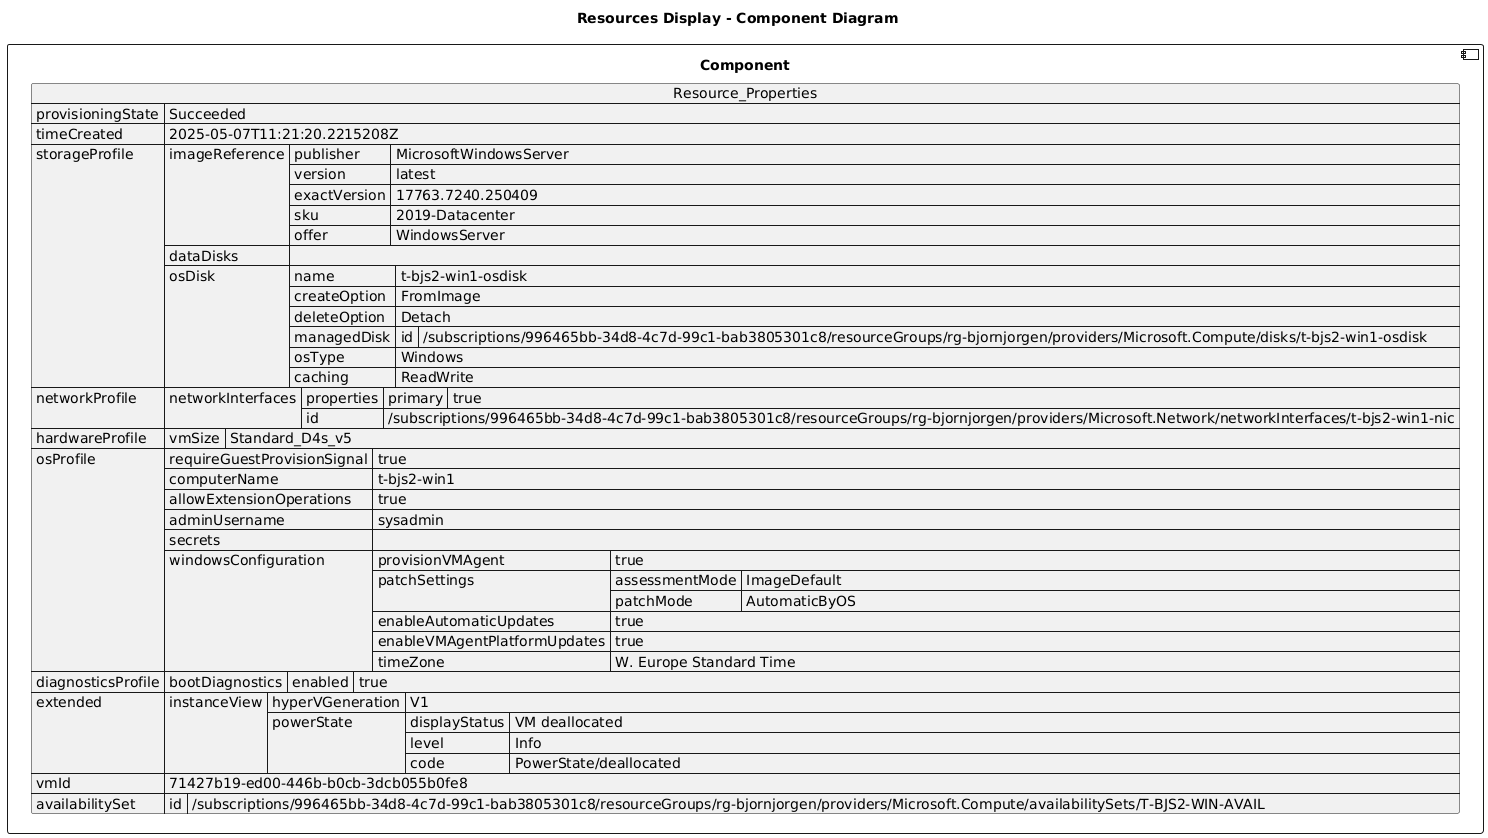 Resources Display - Component Diagram
Component
Resource_Properties
provisioningState Succeeded
timeCreated 2025-05-07T11:21:20.2215208Z
storageProfile imageReference publisher MicrosoftWindowsServer
version latest
exactVersion 17763.7240.250409
sku 2019-Datacenter
offer WindowsServer
dataDisks
osDisk name t-bjs2-win1-osdisk
createOption FromImage
deleteOption Detach
managedDisk id /subscriptions/996465bb-34d8-4c7d-99c1-bab3805301c8/resourceGroups/rg-bjornjorgen/providers/Microsoft.Compute/disks/t-bjs2-win1-osdisk
osType Windows
caching ReadWrite
networkProfile networkInterfaces properties primary true
id /subscriptions/996465bb-34d8-4c7d-99c1-bab3805301c8/resourceGroups/rg-bjornjorgen/providers/Microsoft.Network/networkInterfaces/t-bjs2-win1-nic
hardwareProfile vmSize Standard_D4s_v5
osProfile requireGuestProvisionSignal true
computerName t-bjs2-win1
allowExtensionOperations true
adminUsername sysadmin
secrets
windowsConfiguration provisionVMAgent true
patchSettings assessmentMode ImageDefault
patchMode AutomaticByOS
enableAutomaticUpdates true
enableVMAgentPlatformUpdates true
timeZone W. Europe Standard Time
diagnosticsProfile bootDiagnostics enabled true
extended instanceView hyperVGeneration V1
powerState displayStatus VM deallocated
level Info
code PowerState/deallocated
vmId 71427b19-ed00-446b-b0cb-3dcb055b0fe8
availabilitySet id /subscriptions/996465bb-34d8-4c7d-99c1-bab3805301c8/resourceGroups/rg-bjornjorgen/providers/Microsoft.Compute/availabilitySets/T-BJS2-WIN-AVAIL